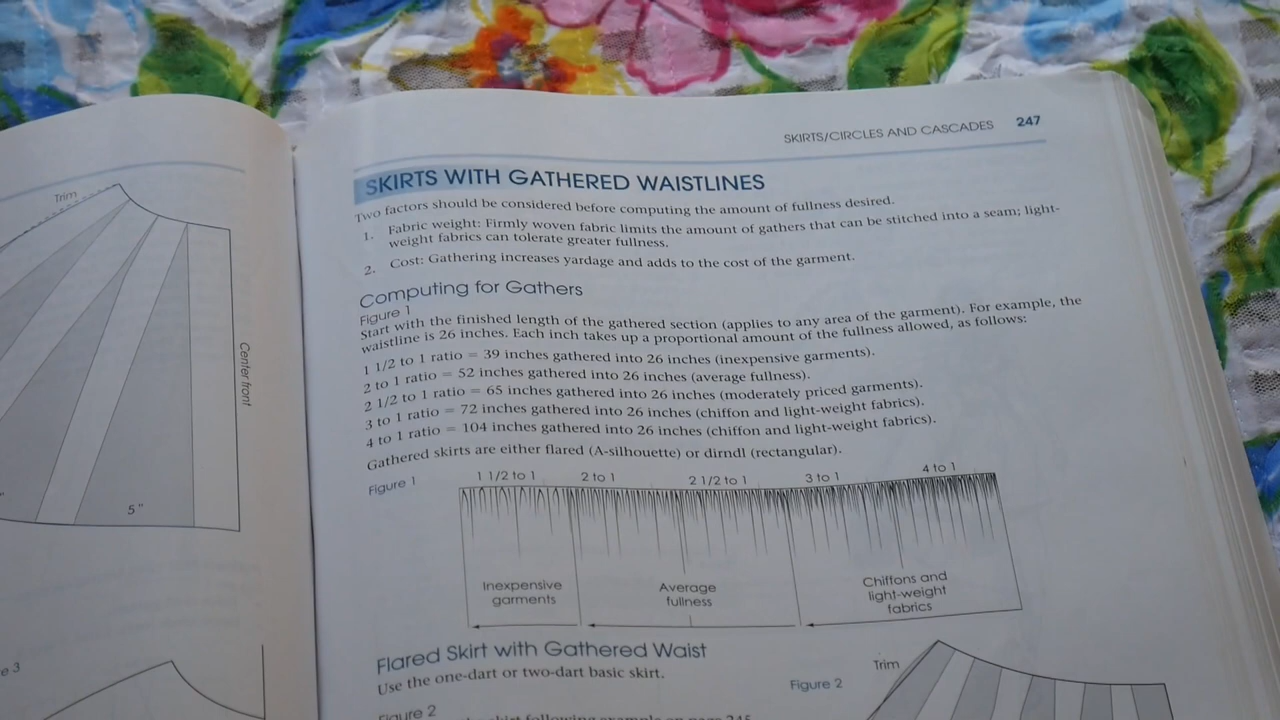 Trim
Center front
5"
e 3
SKIRTS/CIRCLES AND CASCADES 247
SKIRTS WITH GATHERED WAISTLINES
Two factors should be considered before computing the amount of fullness desired.
1. Fabric weight: Firmly woven fabric limits the amount of gathers that can be stitched into a seam; light-
weight fabrics can tolerate greater fullness.
2. Cost: Gathering increases yardage and adds to the cost of the garment.
Computing for Gathers
Figure 1
Start with the finished length of the gathered section (applies to any area of the garment). For example, the
waistline is 26 inches. Each inch takes up a proportional amount of the fullness allowed, as follows:
1 1/2 to 1 ratio = 39 inches gathered into 26 inches (inexpensive garments).
2 to 1 ratio = 52 inches gathered into 26 inches (average fullness).
2 1/2 to 1 ratio = 65 inches gathered into 26 inches (moderately priced garments).
3 to 1 ratio = 72 inches gathered into 26 inches (chiffon and light-weight fabrics).
4 to 1 ratio = 104 inches gathered into 26 inches (chiffon and light-weight fabrics).
Gathered skirts are either flared (A-silhouette) or dirndl (rectangular).
Figure 1
1 1/2 to 1 2 to 1 2 1/2 to 1 3 to 1 4 to 1
Inexpensive
garments
Average
fullness
Chiffons and
light-weight
fabrics
Flared Skirt with Gathered Waist
Use the one-dart or two-dart basic skirt.
Figure 2
following example on page 245
Trim
Figure 2